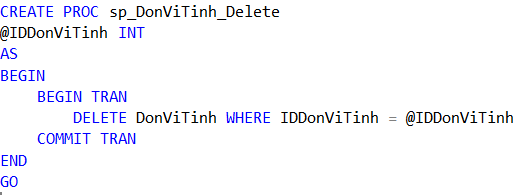 CREATE PROC sp_DonViTinh_Delete
@IDDonViTinh INT
AS
BEGIN
    BEGIN TRAN
        DELETE DonViTinh WHERE IDDonViTinh = @IDDonViTinh
    COMMIT TRAN
END
GO